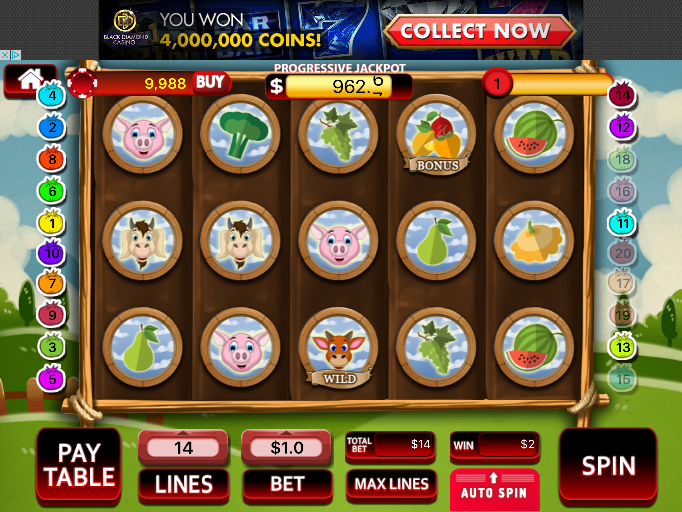 YOU WON
4,000,000 COINS!
BLACK DIAMOND
CASINO
COLLECT NOW
PROGRESSIVE JACKPOT
9,988 BUY
$ 962.
1
4
2
8
6
1
10
7
9
3
5
BONUS
WILD
14
12
18
16
11
20
17
19
13
15
PAY
TABLE
14
LINES
$1.0
BET
TOTAL
BET
$14
MAX LINES
WIN
$2
AUTO SPIN
SPIN